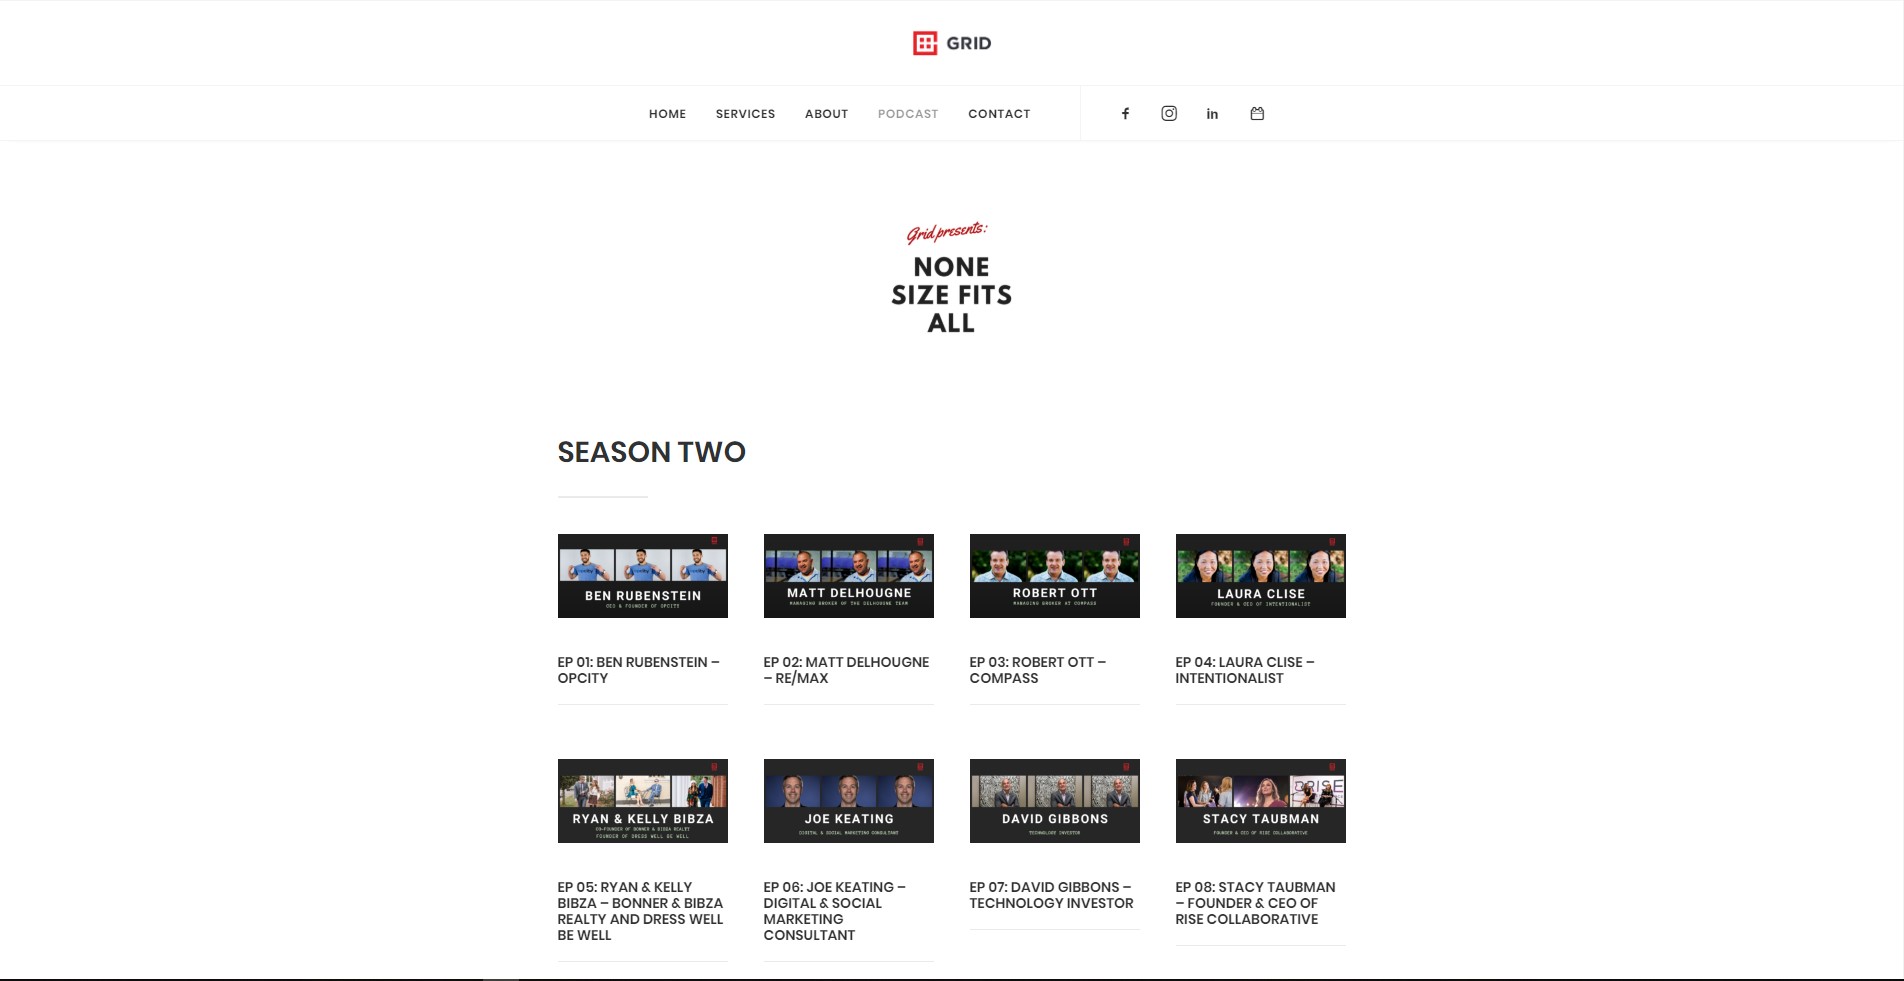 GRID
HOME SERVICES ABOUT PODCAST CONTACT
Grid presents:
NONE
SIZE FITS
ALL
SEASON TWO
BEN RUBENSTEIN
CEO & FOUNDER OF OPCITY
EP 01: BEN RUBENSTEIN –
OPCITY
MATT DELHOUGNE
MANAGING BROKER OF THE DELHOUGNE TEAM
EP 02: MATT DELHOUGNE
– RE/MAX
ROBERT OTT
MANAGING BROKER AT COMPASS
EP 03: ROBERT OTT –
COMPASS
LAURA CLISE
FOUNDER & CEO OF INTENTIONALIST
EP 04: LAURA CLISE –
INTENTIONALIST
RYAN & KELLY BIBZA
CO-FOUNDER OF BONNER & BIBZA REALTY
FOUNDER OF DRESS WELL BE WELL
EP 05: RYAN & KELLY
BIBZA – BONNER & BIBZA
REALTY AND DRESS WELL
BE WELL
JOE KEATING
DIGITAL & SOCIAL MARKETING CONSULTANT
EP 06: JOE KEATING –
DIGITAL & SOCIAL
MARKETING
CONSULTANT
DAVID GIBBONS
TECHNOLOGY INVESTOR
EP 07: DAVID GIBBONS –
TECHNOLOGY INVESTOR
RISE
STACY TAUBMAN
FOUNDER & CEO OF RISE COLLABORATIVE
EP 08: STACY TAUBMAN
– FOUNDER & CEO OF
RISE COLLABORATIVE